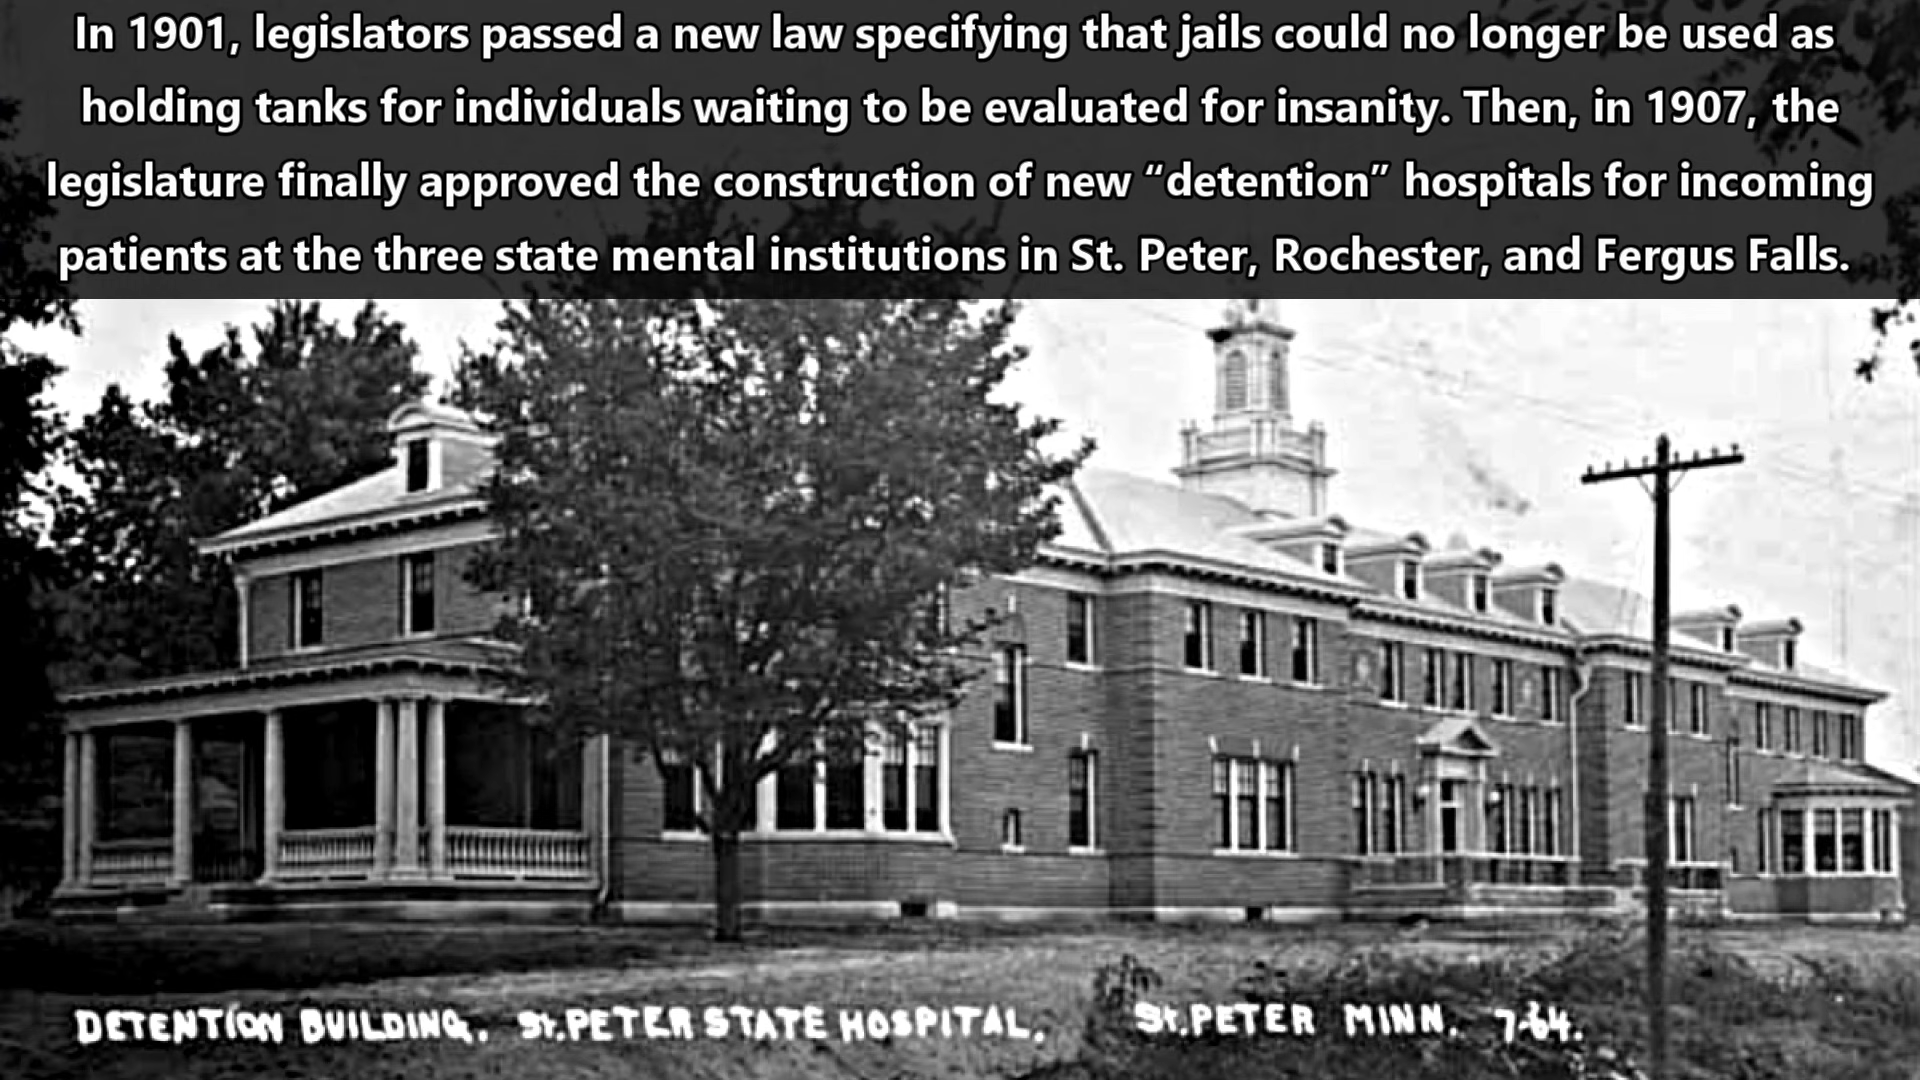 In 1901, legislators passed a new law specifying that jails could no longer be used as
holding tanks for individuals waiting to be evaluated for insanity. Then, in 1907, the
legislature finally approved the construction of new “detention” hospitals for incoming
patients at the three state mental institutions in St. Peter, Rochester, and Fergus Falls.
DETENTION BUILDING. St. PETER STATE HOSPITAL. St. PETER MINN. 7-64.